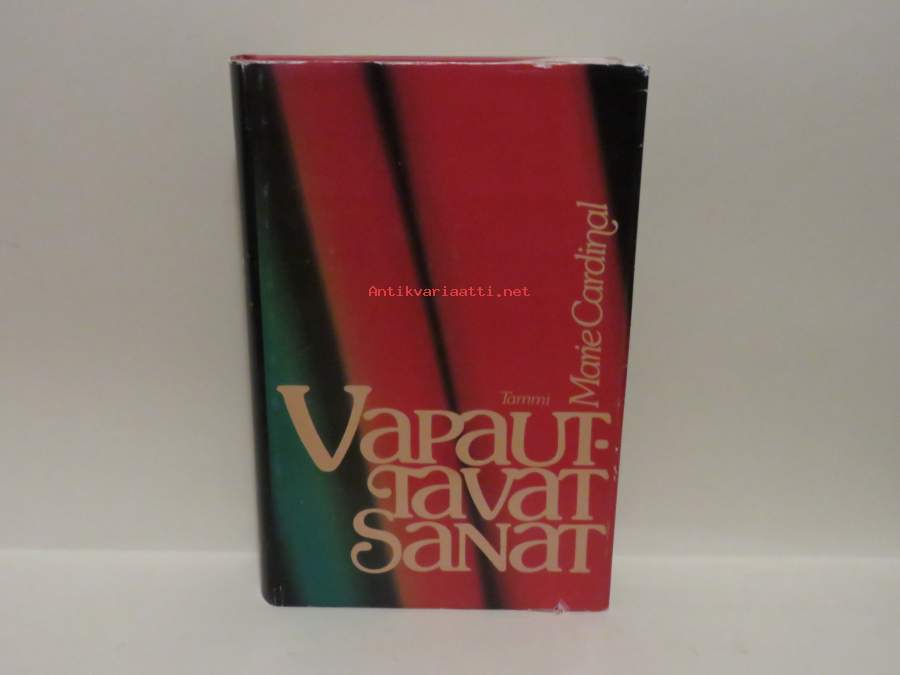 Antikvariaatti.net
Marie Cardinal
Tammi
VAPAUT-
TAVAT
SANAT